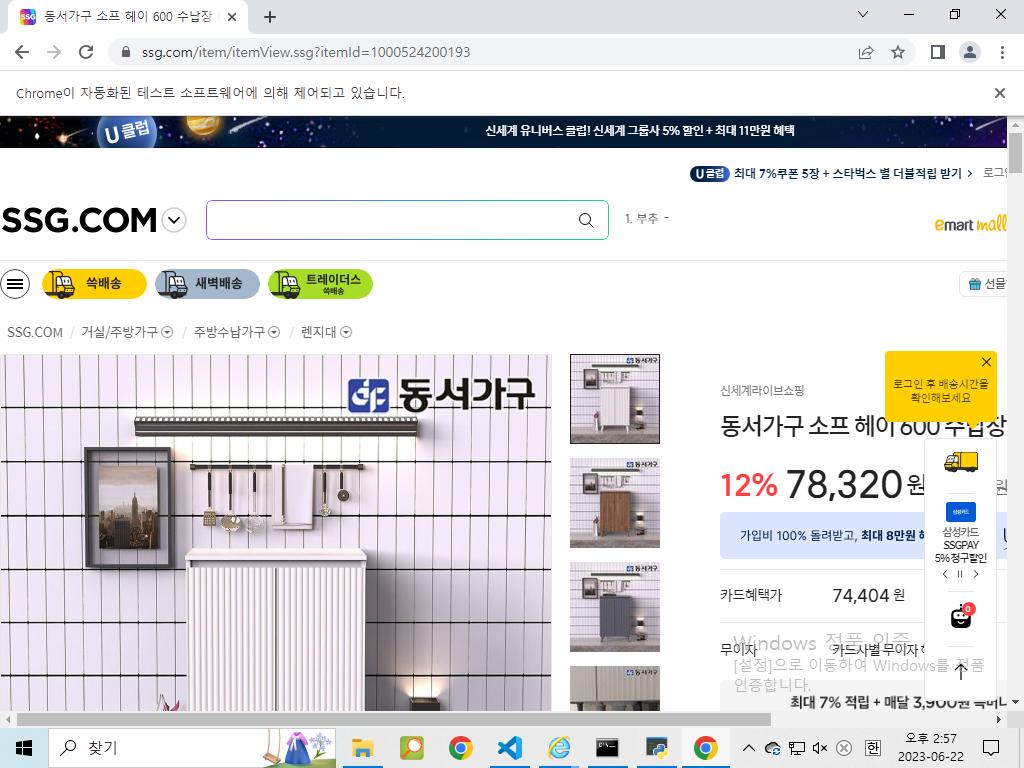 동서가구 소프 헤이 600 수납장
ssg.com/item/itemView.ssg?itemId=1000524200193
Chrome이 자동화된 테스트 소프트웨어에 의해 제어되고 있습니다.
U 클럽
신세계 유니버스 클럽! 신세계 그룹사 5% 할인 + 최대 11만원 혜택
U 클럽 최대 7%쿠폰 5장 + 스타벅스 별 더블적립 받기 >
SSG.COM
1. 부추 -
emart mall
쓱배송
새벽배송
트레이더스
쓱배송
선물
SSG.COM / 거실/주방가구 / 주방수납가구 / 렌지대
동서가구
로그인 후 배송시간을
확인해보세요
신세계라이브쇼핑
동서가구 소프 헤이 600 수납장
12% 78,320원
삼성카드
삼성카드
SSGPAY
5% 청구할인
가입비 100% 돌려받고, 최대 8만원
카드혜택가 74,404 원
0
무이자 카드사별 무이자
Windows 정품 인증
[설정]으로 이동하여 Windows를 정품
인증합니다.
최대 7% 적립 + 매달 3,900원
찾기
한
오후 2:57
2023-06-22